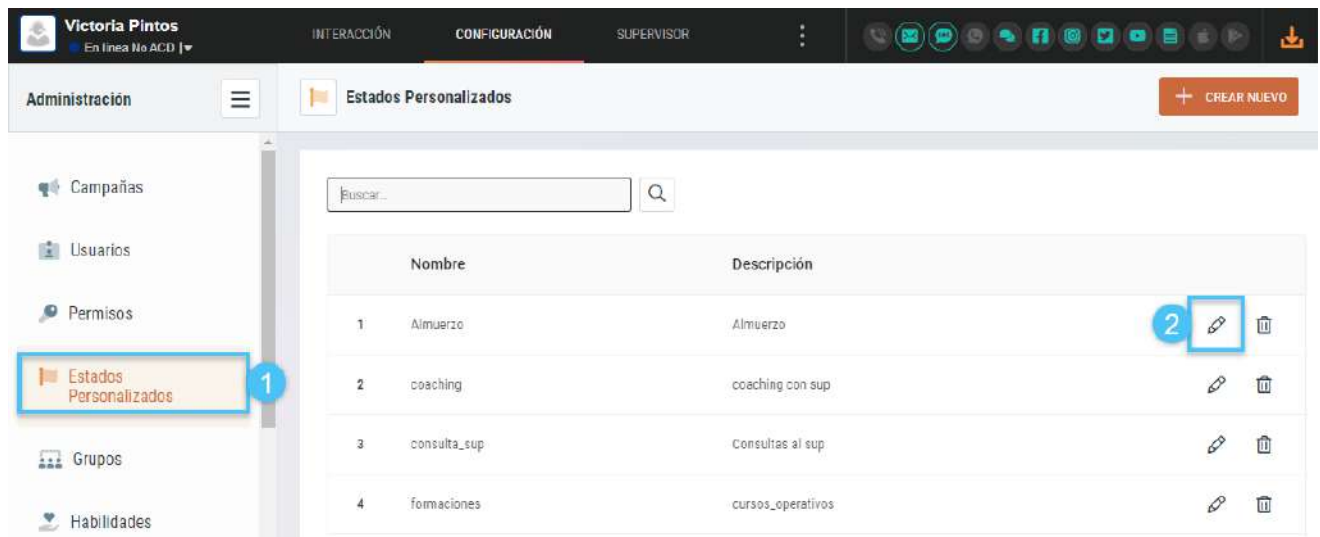 Victoria Pintos
En linea No ACD
INTERACCIÓN CONFIGURACIÓN SUPERVISOR
Administración
Estados Personalizados
CREAR NUEVO
Campañas
Usuarios
Permisos
Estados
Personalizados
1
Grupos
Habilidades
Buscar...
Nombre Descripción
1 Almuerzo Almuerzo 2
2 coaching coaching con sup
3 consulta_sup Consultas al sup
4 formaciones cursos_operativos